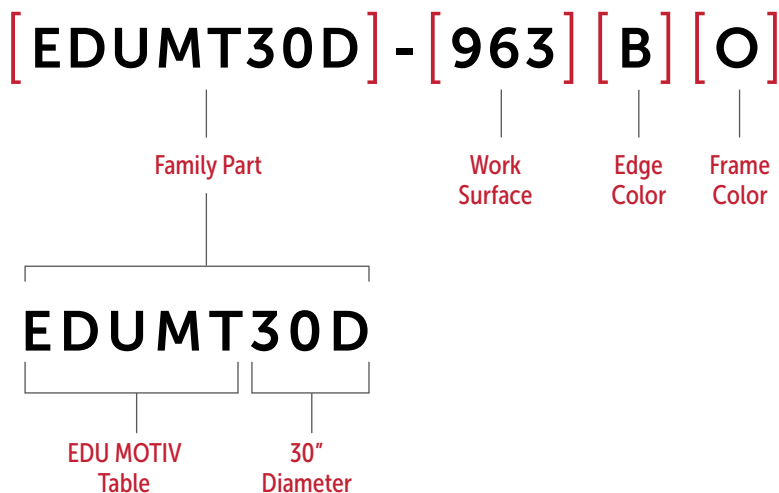 [EDUMT30D] - [963] [B] [O]
Family Part
Work
Surface
Edge
Color
Frame
Color
EDUMT30D
EDU MOTIV
Table
30″
Diameter